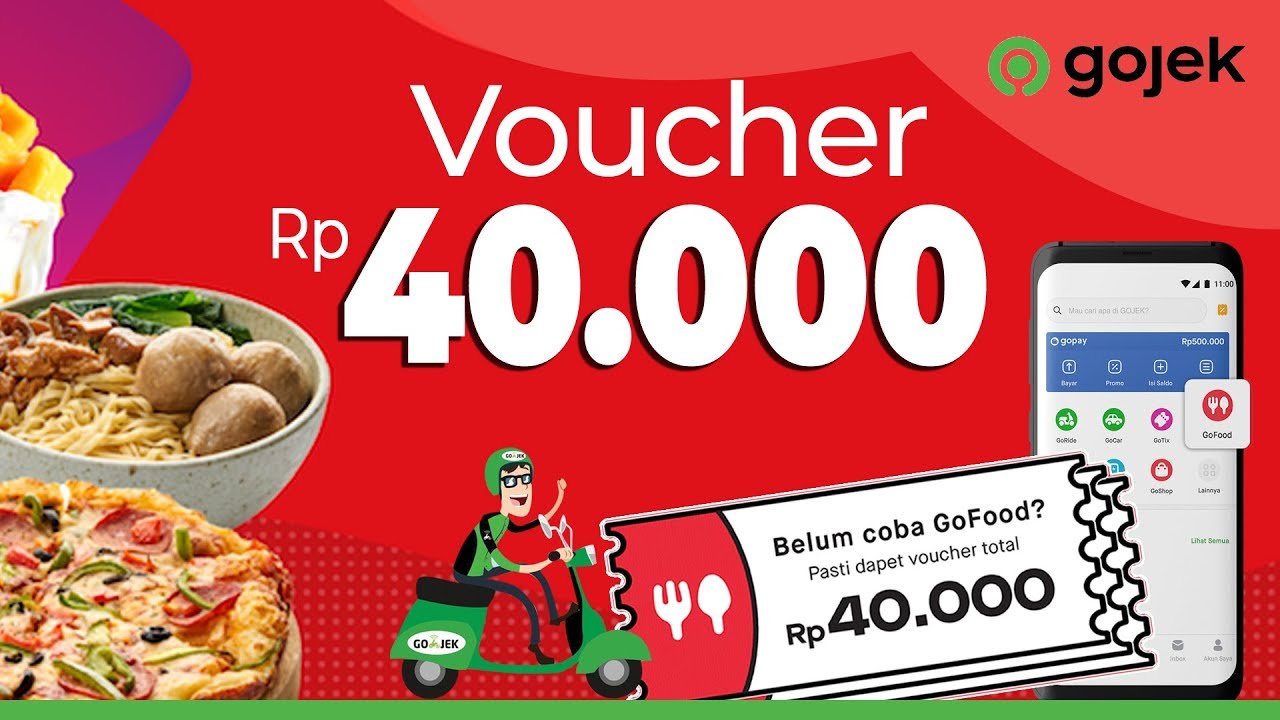 gojek
Voucher
Rp 40.000
11:00
Mau cari apa di GOJEK?
gopay Rp500.000
Bayar Promo Isi Saldo
GoRide GoCar GoTix GoFood
GoShop Lainnya
Lihat Semua
Inbox Akun Saya
GOJEK
GOJEK
Belum coba GoFood?
Pasti dapet voucher total
Rp40.000